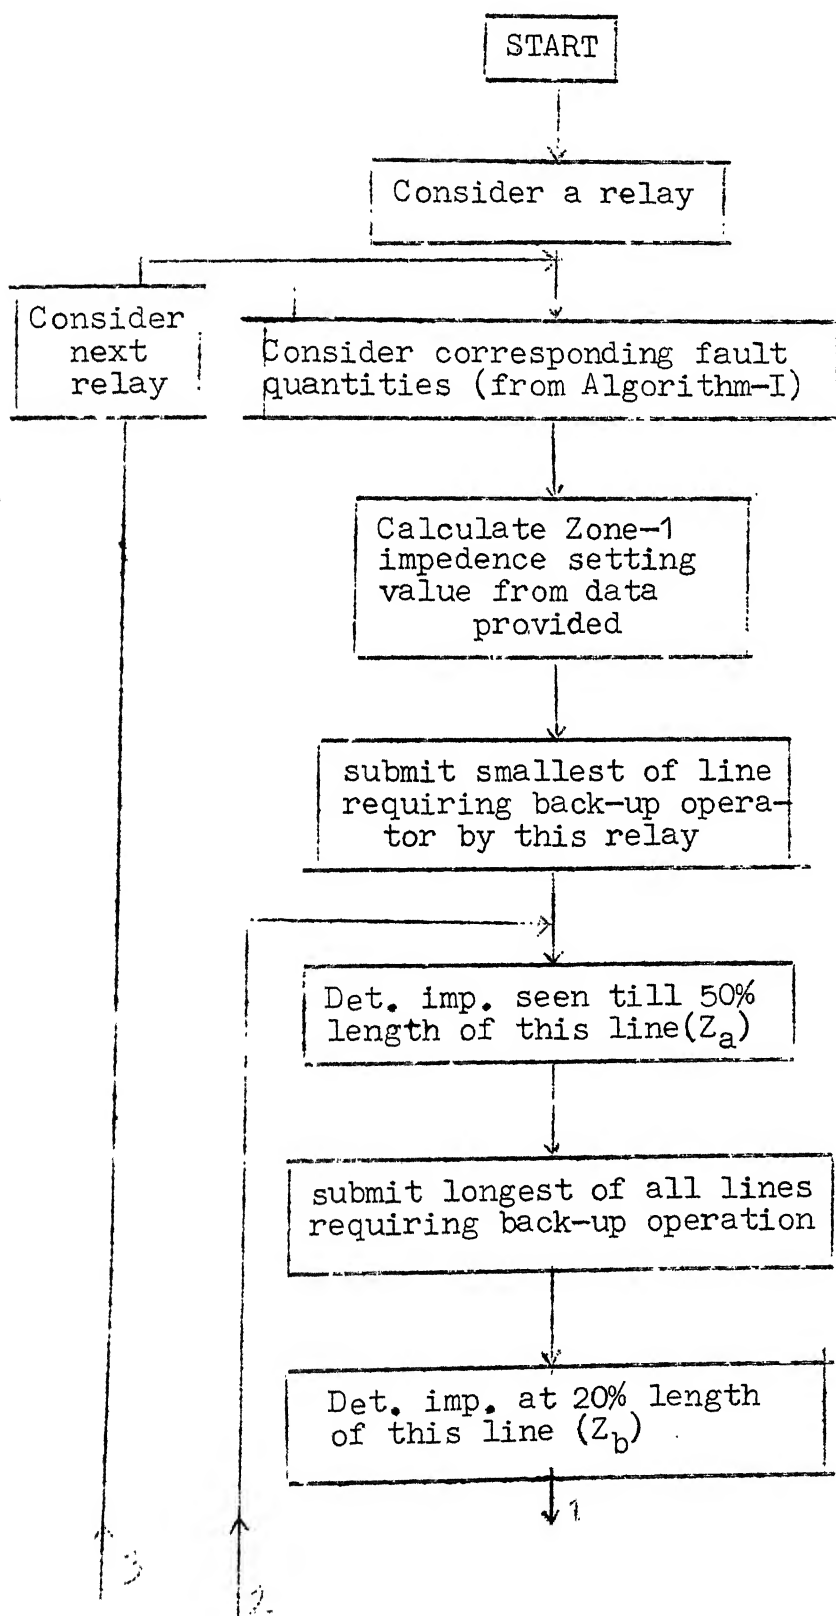 START
Consider a relay
Consider
next
relay
Consider corresponding fault
quantities (from Algorithm-I)
Calculate Zone-1
impedence setting
value from data
provided
submit smallest of line
requiring back-up opera-
tor by this relay
Det. imp. seen till 50%
length of this line(Za)
submit longest of all lines
requiring back-up operation
Det. imp. at 20% length
of this line (Zb)
1
3
2